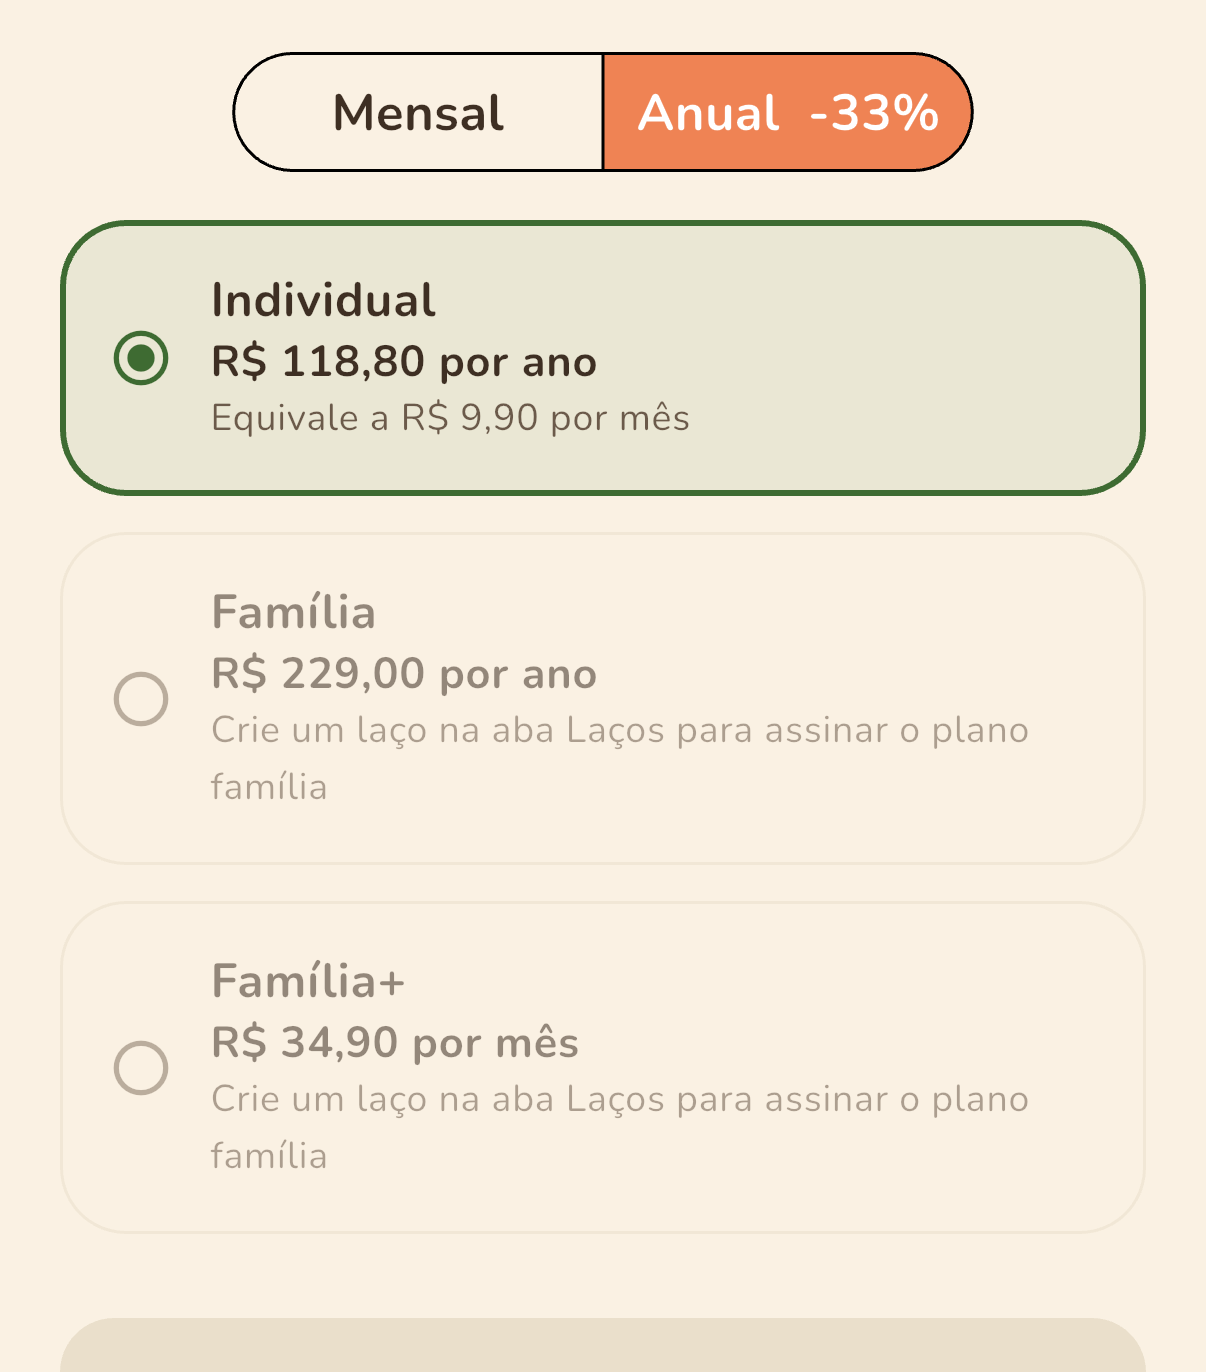 Mensal
Anual -33%
Individual
R$ 118,80 por ano
Equivale a R$ 9,90 por mês
Família
R$ 229,00 por ano
Crie um laço na aba Laços para assinar o plano
família
Família+
R$ 34,90 por mês
Crie um laço na aba Laços para assinar o plano
família